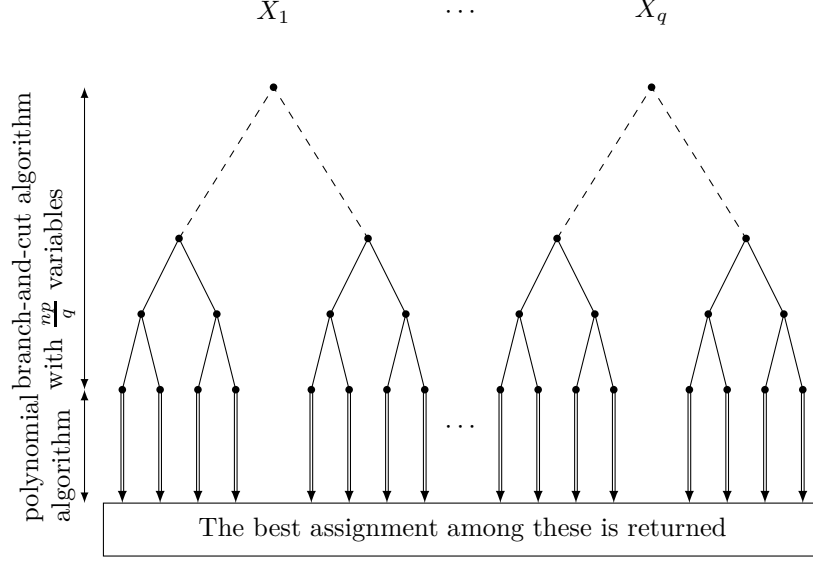 X_1 ... X_q
branch-and-cut algorithm
with np/q variables
polynomial
algorithm
...
The best assignment among these is returned